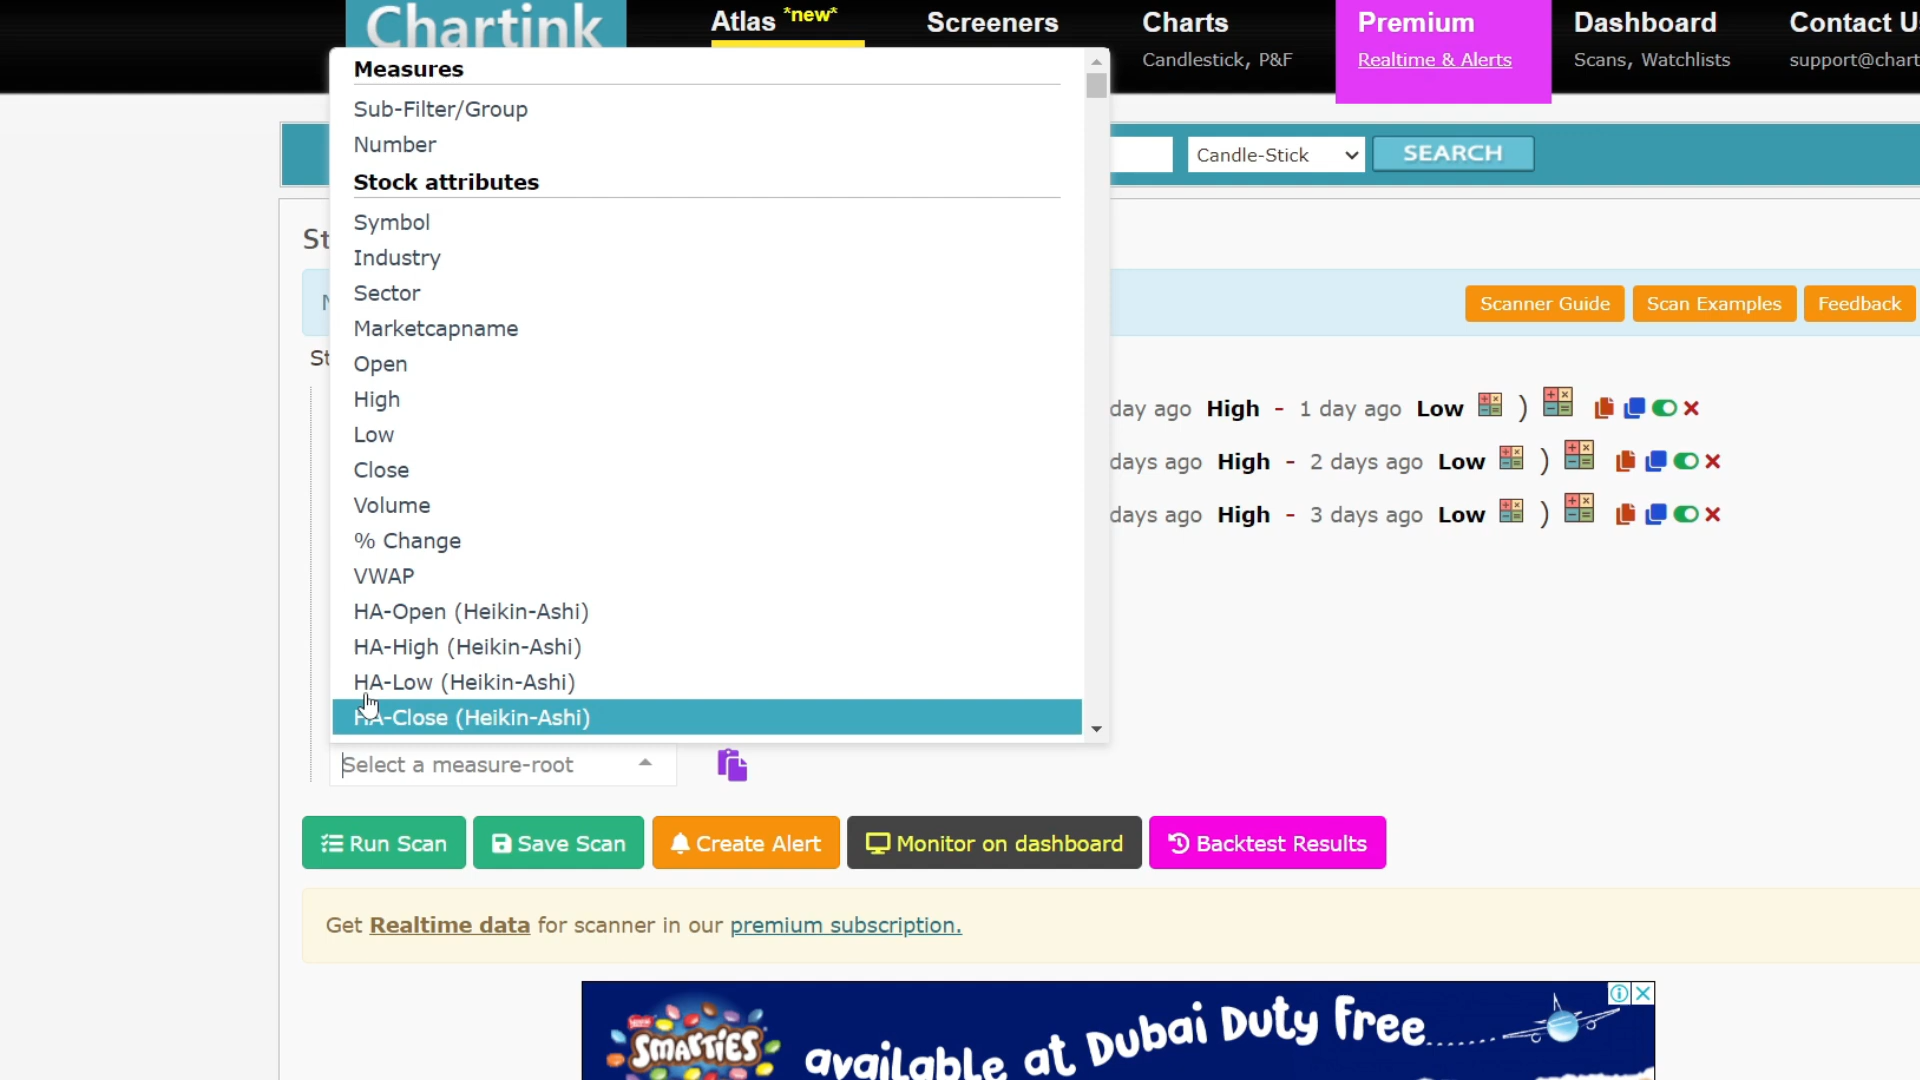 Chartink
Atlas *new*
Screeners
Charts
Candlestick, P&F
Premium
Realtime & Alerts
Dashboard
Scans, Watchlists
Contact U
support@chart
Measures
Sub-Filter/Group
Number
Stock attributes
Symbol
Industry
Sector
Marketcapname
Open
High
Low
Close
Volume
% Change
VWAP
HA-Open (Heikin-Ashi)
HA-High (Heikin-Ashi)
HA-Low (Heikin-Ashi)
HA-Close (Heikin-Ashi)
Candle-Stick
SEARCH
St
Scanner Guide
Scan Examples
Feedback
St
day ago High - 1 day ago Low )
days ago High - 2 days ago Low )
days ago High - 3 days ago Low )
Select a measure-root
Run Scan
Save Scan
Create Alert
Monitor on dashboard
Backtest Results
Get Realtime data for scanner in our premium subscription.
SMARTIES
available at Dubai Duty Free......